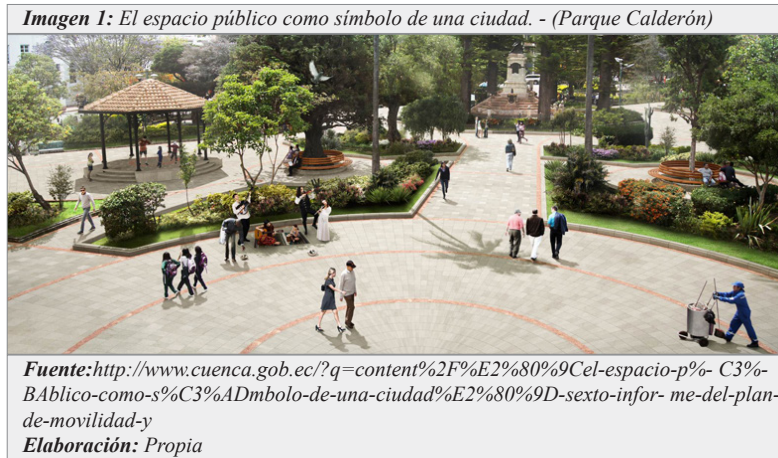 Imagen 1: El espacio público como símbolo de una ciudad. - (Parque Calderón)
Fuente:http://www.cuenca.gob.ec/?q=content%2F%E2%80%9Cel-espacio-p%- C3%-
BAblico-como-s%C3%ADmbolo-de-una-ciudad%E2%80%9D-sexto-infor- me-del-plan-
de-movilidad-y
Elaboración: Propia